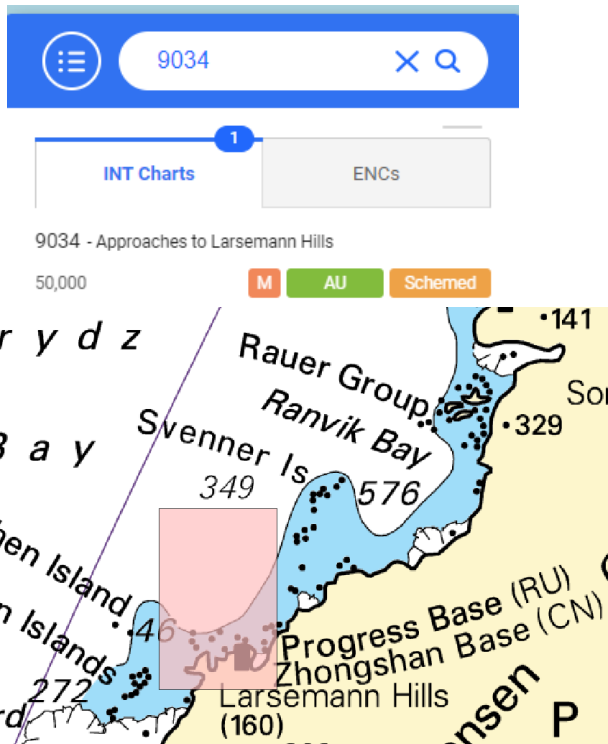 9034
1
INT Charts
ENCs
9034 - Approaches to Larsemann Hills
50,000
M
AU
Schemed
r y d z
141
Rauer Group
Ranvik Bay
329
Svenner Is
a y
349
576
Island
46
Islands
272
Progress Base (RU)
Zhongshan Base (CN)
Larsemann Hills
(160)
P